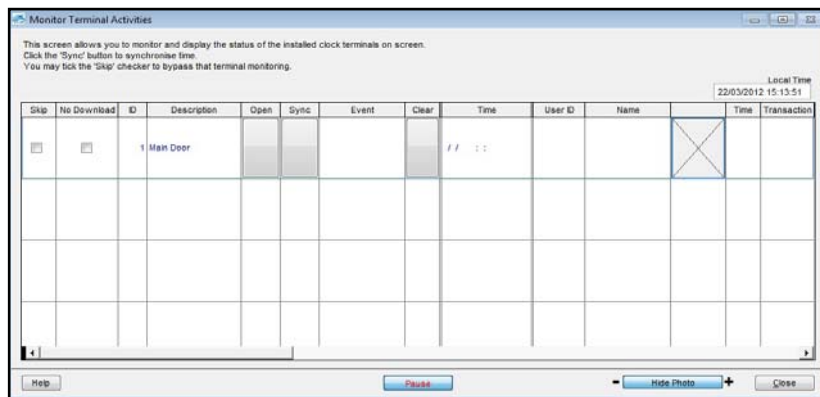 Monitor Terminal Activities
This screen allows you to monitor and display the status of the installed clock terminals on screen.
Click the 'Sync' button to synchronise time.
You may tick the 'Skip' checker to bypass that terminal monitoring.
Local Time
22/03/2012 15:13:51
Skip No Download ID Description Open Sync Event Clear Time User ID Name Time Transaction
1 Main Door / / : :
Help Pause - Hide Photo + Close